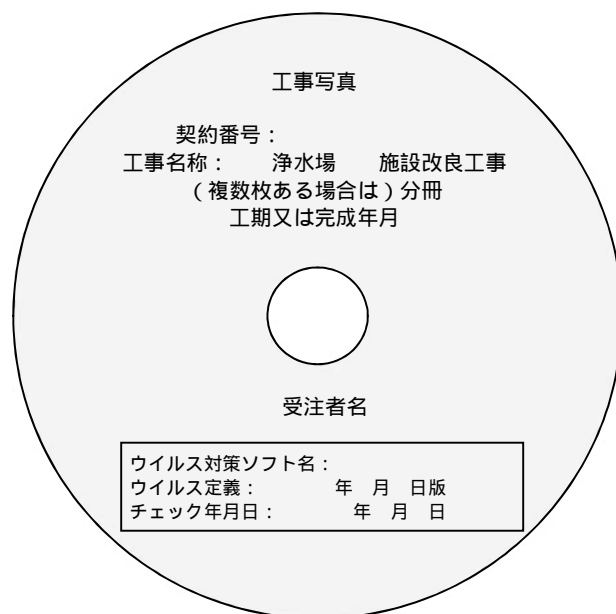 工事写真
契約番号：
工事名称：　　浄水場　　施設改良工事
（複数枚ある場合は）分冊
工期又は完成年月
受注者名
ウイルス対策ソフト名：
ウイルス定義：　　　　年　月　日版
チェック年月日：　　　　年　月　日